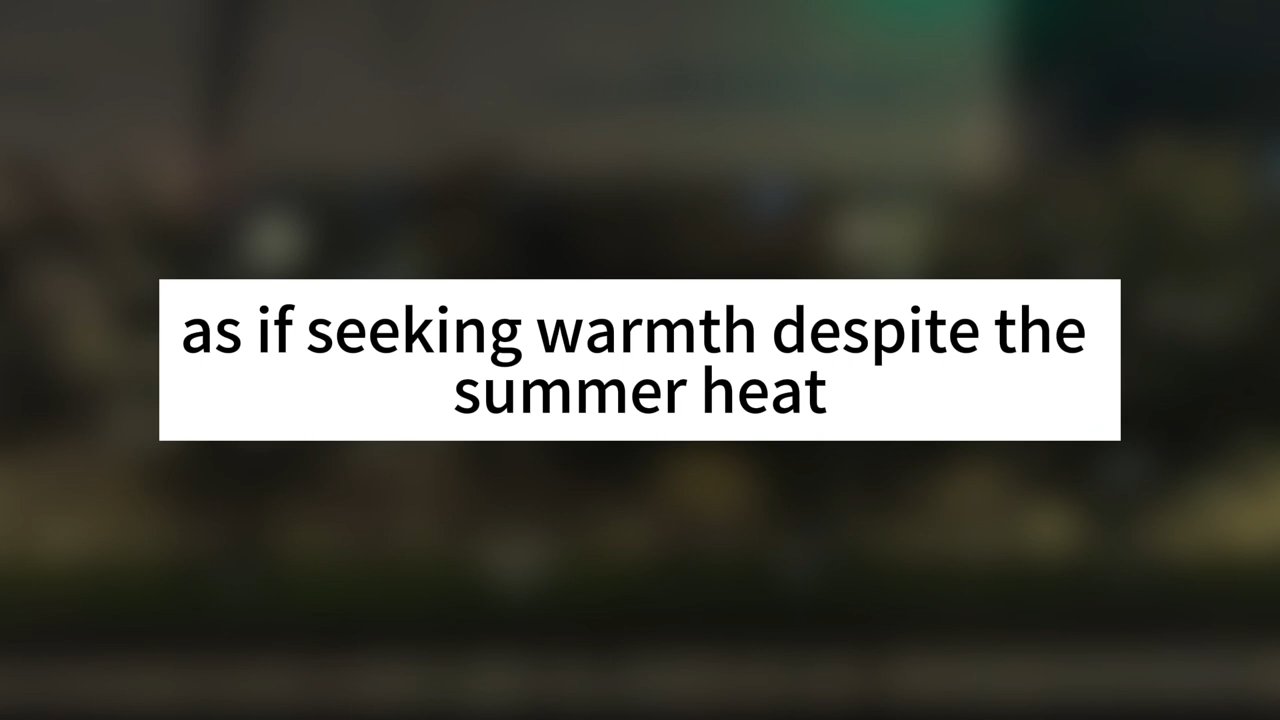 as if seeking warmth despite the
summer heat